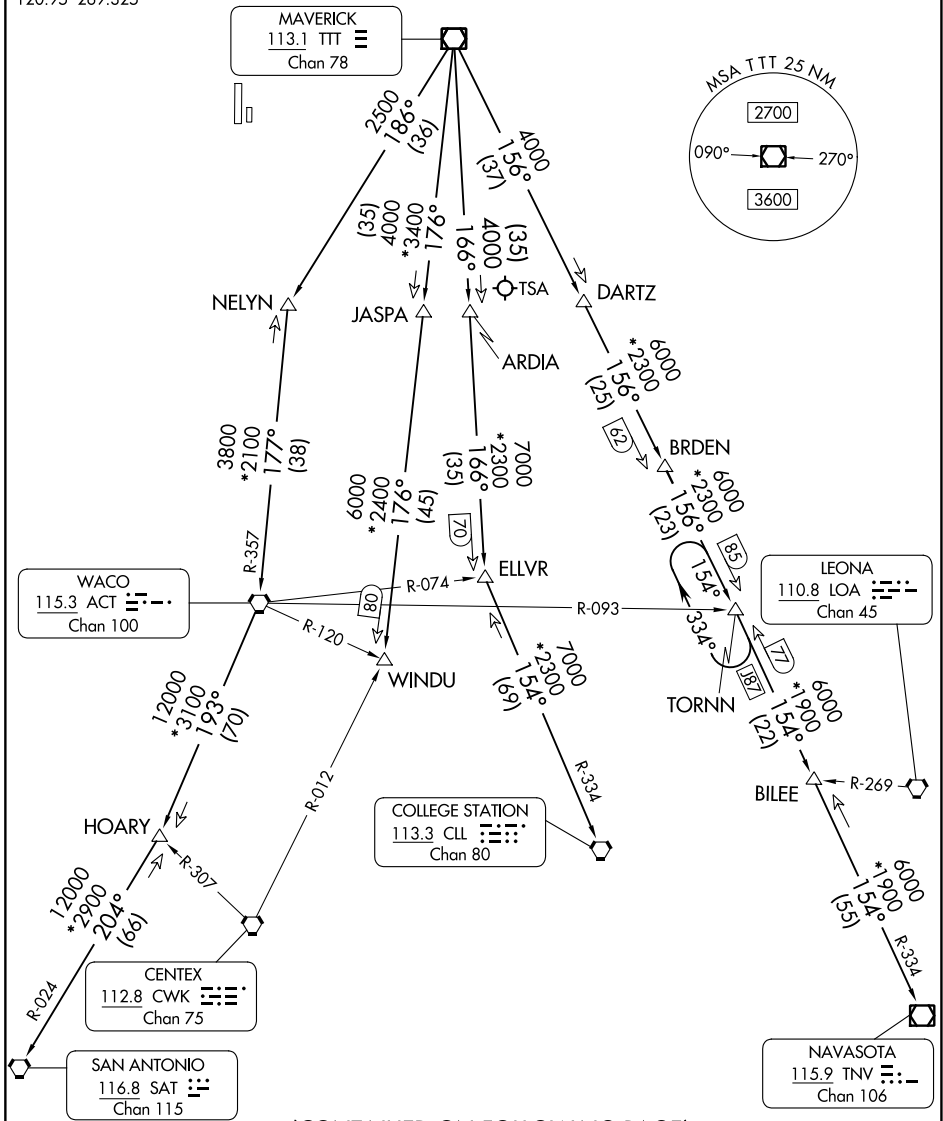 MAVERICK
113.1 TTT
Chan 78
MSA TTT 25 NM
2700
090°
270°
3600
2500
186°
(36)
4000
*3400
176°
(35)
4000
166°
(35)
4000
156°
(37)
TSA
NELYN
JASPA
ARDIA
DARTZ
3800
*2100
177°
(38)
6000
*2400
176°
(45)
7000
*2300
166°
(35)
6000
*2300
156°
(25)
62
BRDEN
6000
*2300
156°
(23)
85
70
ELLVR
R-357
WACO
115.3 ACT
Chan 100
R-074
R-093
R-120
80
WINDU
154°
334°
J87
77
TORNN
LEONA
110.8 LOA
Chan 45
12000
*3100
193°
(70)
7000
*2300
154°
(69)
6000
*1900
154°
(22)
BILEE
R-269
R-012
HOARY
R-307
COLLEGE STATION
113.3 CLL
Chan 80
R-334
12000
*2900
204°
(66)
R-024
6000
*1900
154°
(55)
R-334
CENTEX
112.8 CWK
Chan 75
SAN ANTONIO
116.8 SAT
Chan 115
NAVASOTA
115.9 TNV
Chan 106